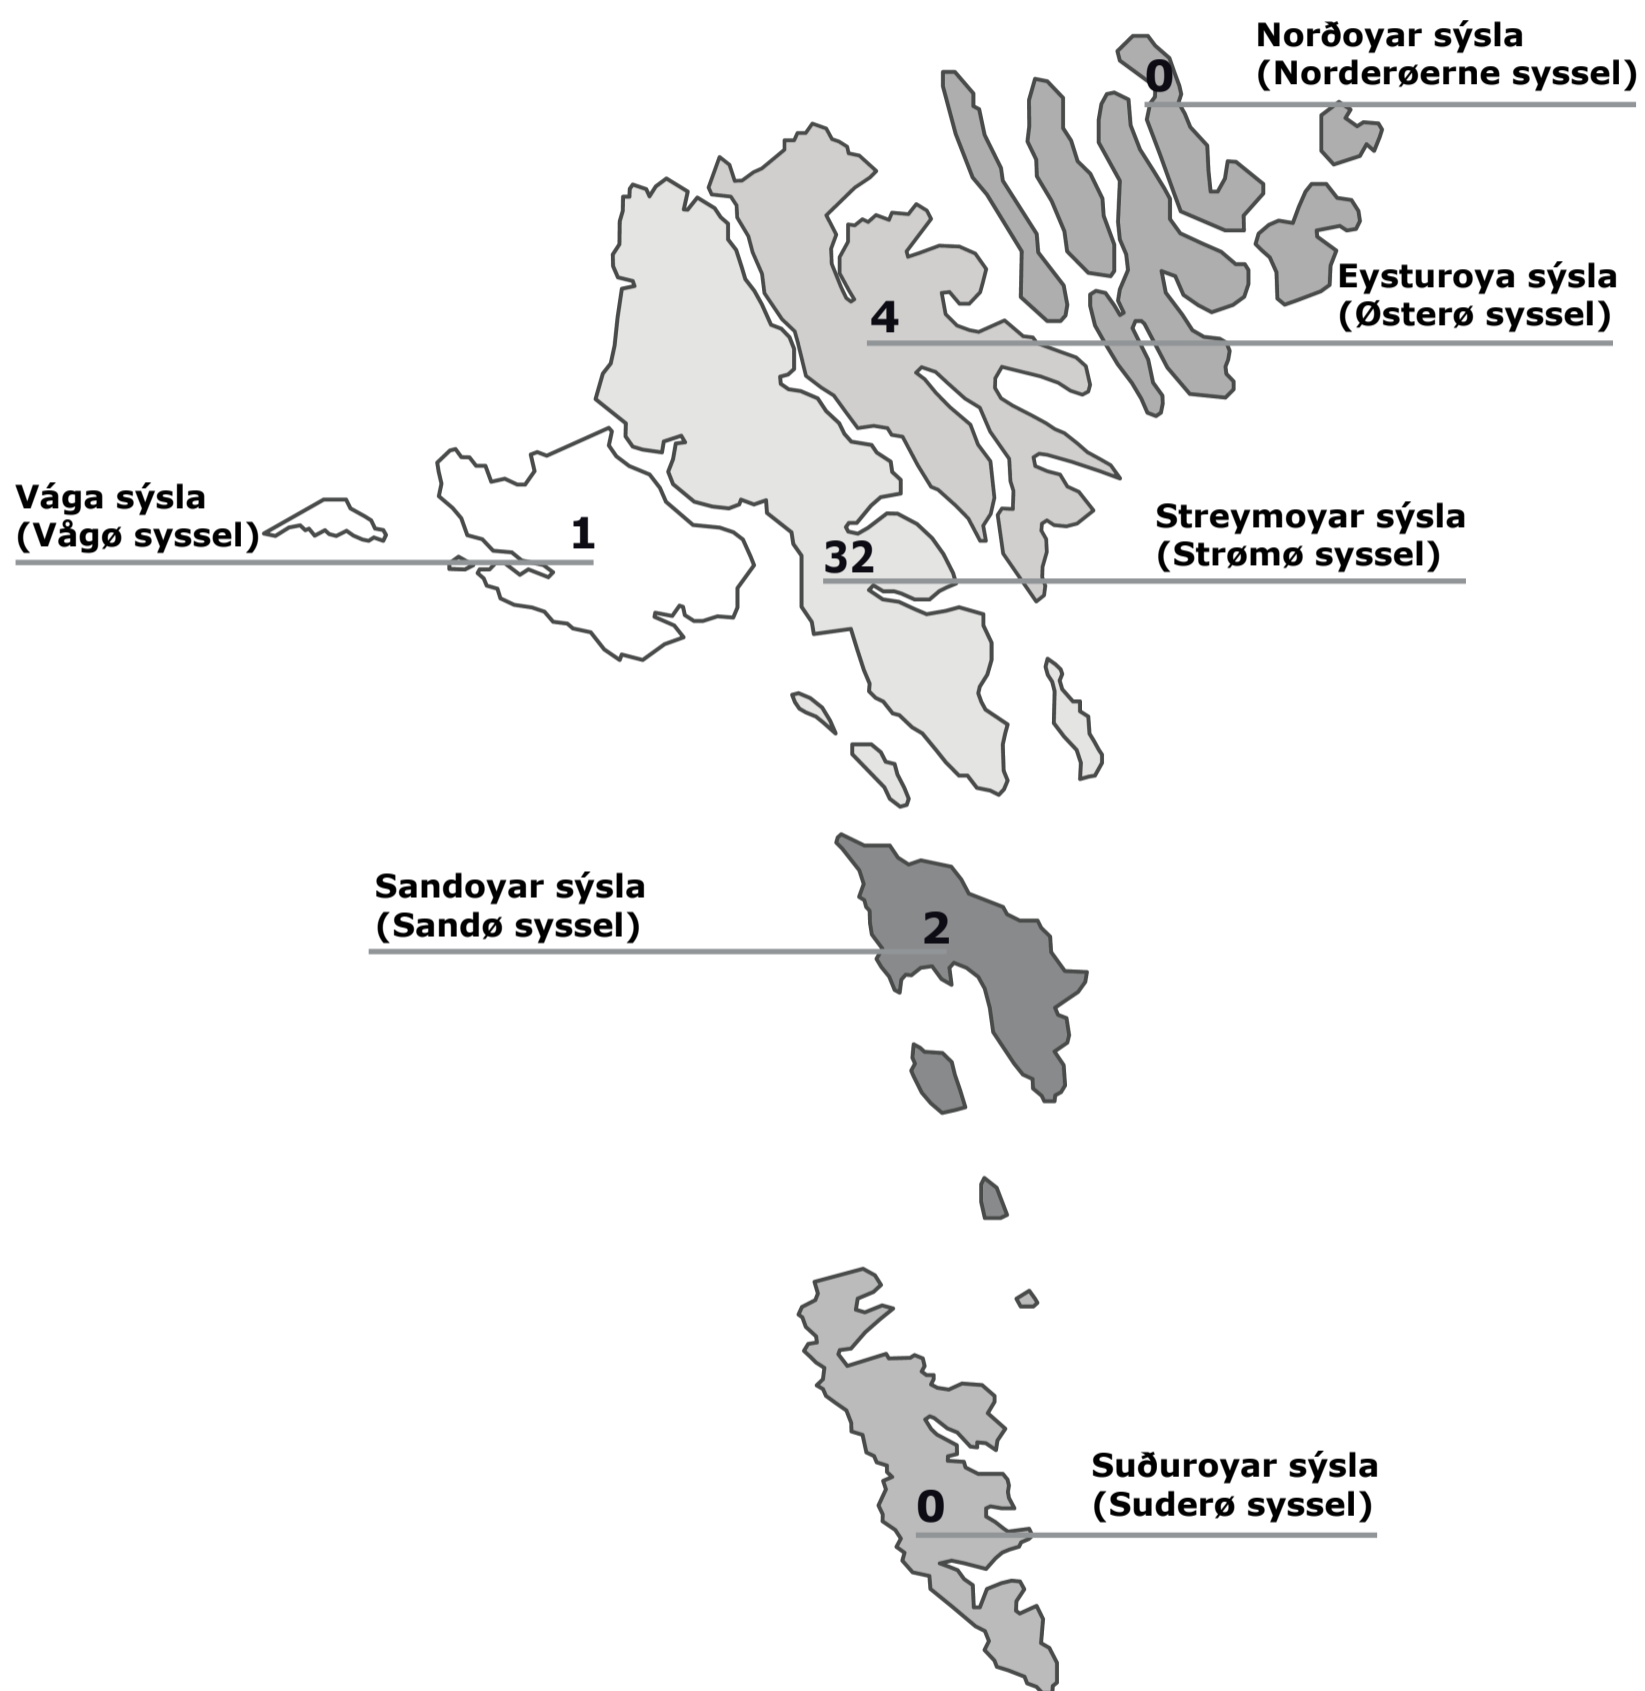 Norðoyar sýsla
(Norderøerne syssel)
0
Eysturoya sýsla
(Østerø syssel)
4
Vága sýsla
(Vågø syssel)
1
Streymoyar sýsla
(Strømø syssel)
32
Sandoyar sýsla
(Sandø syssel)
2
Suðuroyar sýsla
(Suderø syssel)
0